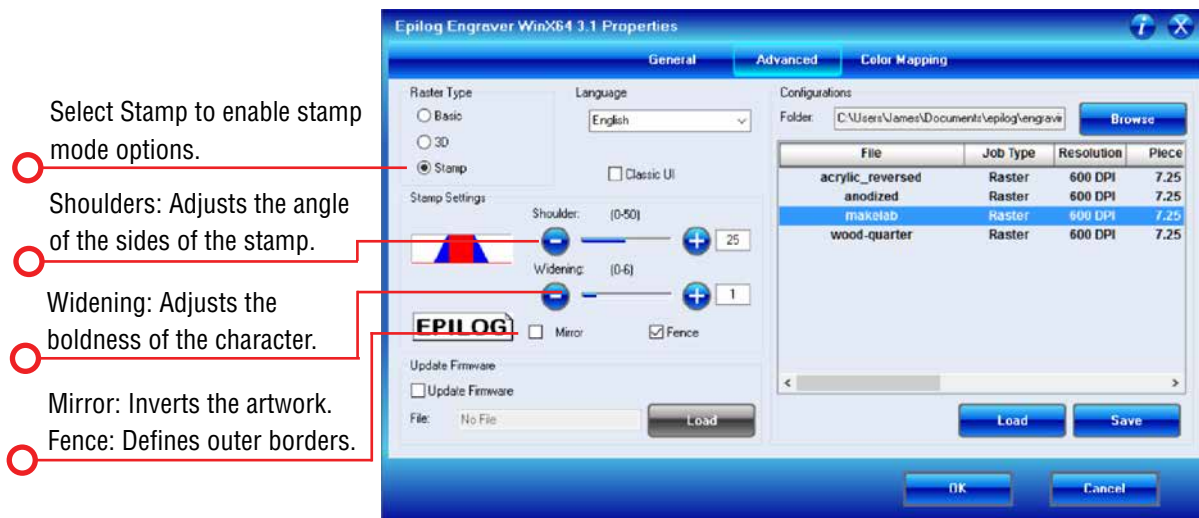 Select Stamp to enable stamp
mode options.
Shoulders: Adjusts the angle
of the sides of the stamp.
Widening: Adjusts the
boldness of the character.
Mirror: Inverts the artwork.
Fence: Defines outer borders.
Epilog Engraver WinX64 3.1 Properties
General Advanced Color Mapping
Raster Type
Basic
3D
Stamp
Language
English
Classic UI
Stamp Settings
Shoulder: (0-50)
25
Widening: (0-6)
1
EPILOG
Mirror Fence
Update Firmware
Update Firmware
File: No File Load
Configurations
Folder: C:\Users\James\Documents\epilog\engravin Browse
File Job Type Resolution Piece
acrylic_reversed Raster 600 DPI 7.25
anodized Raster 600 DPI 7.25
makelab Raster 600 DPI 7.25
wood-quarter Raster 600 DPI 7.25
Load Save
OK Cancel